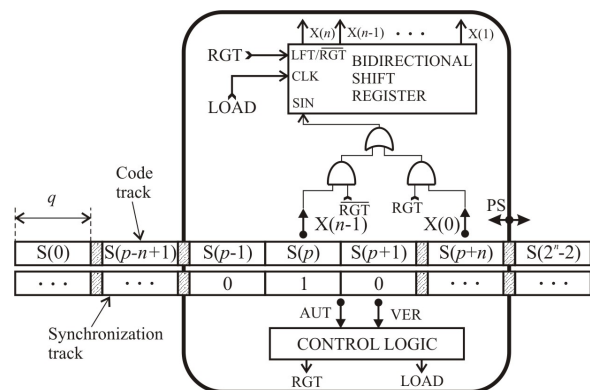 X(n) X(n-1) . . . X(1)
RGT LFT/RGT BIDIRECTIONAL
CLK SHIFT
REGISTER
LOAD SIN
q Code
track
RGT RGT
X(n-1) X(0) PS
S(0) S(p-n+1) S(p-1) S(p) S(p+1) S(p+n) S(2ⁿ-2)
. . . . . . 0 1 0 . . . . . .
Synchronization
track
AUT VER
CONTROL LOGIC
RGT LOAD